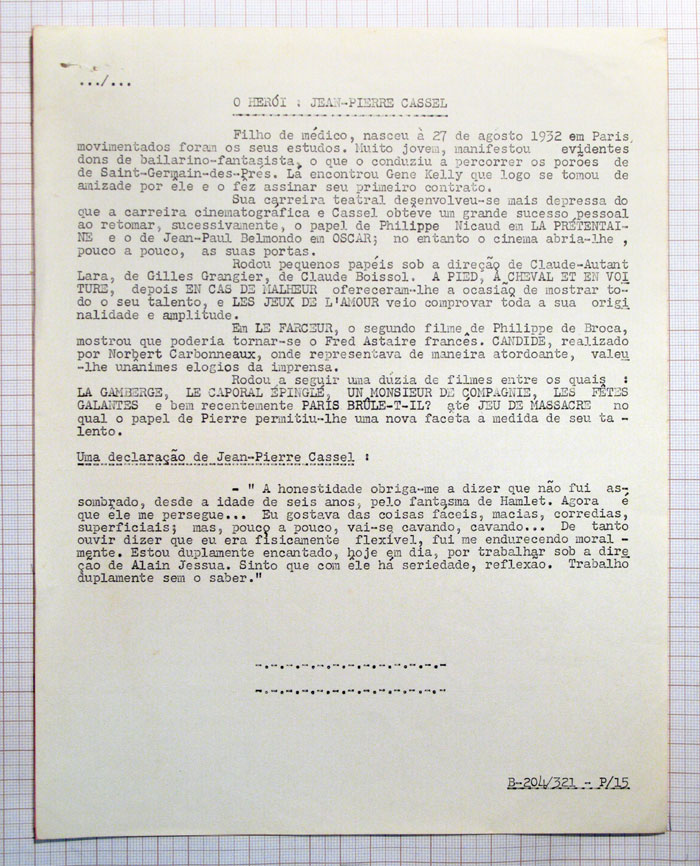 .../...
O HERÓI : JEAN-PIERRE CASSEL
Filho de médico, nasceu à 27 de agosto 1932 em Paris,
movimentados foram os seus estudos. Muito jovem, manifestou evidentes
dons de bailarino-fantasista, o que o conduziu a percorrer os porões de
de Saint-Germain-des-Pres. Lá encontrou Gene Kelly que logo se tomou de
amizade por êle e o fez assinar seu primeiro contrato.
Sua carreira teatral desenvolveu-se mais depressa do
que a carreira cinematográfica e Cassel obteve um grande sucesso pessoal
ao retomar, sucessivamente, o papel de Philippe Nicaud em LA PRÉTENTAI-
NE e o de Jean-Paul Belmondo em OSCAR; no entanto o cinema abria-lhe ,
pouco a pouco, as suas portas.
Rodou pequenos papéis sob a direção de Claude-Autant
Lara, de Gilles Grangier, de Claude Boissol. A PIED, À CHEVAL ET EN VOI
TURE, depois EN CAS DE MALHEUR ofereceram-lhe a ocasião de mostrar to-
do o seu talento, e LES JEUX DE L'AMOUR veio comprovar tôda a sua origi
nalidade e amplitude.
Em LE FARCEUR, o segundo filme de Philippe de Broca,
mostrou que poderia tornar-se o Fred Astaire francês. CANDIDE, realizado
por Norbert Carbonneaux, onde representava de maneira atordoante, valeu
-lhe unânimes elogios da imprensa.
Rodou a seguir uma dúzia de filmes entre os quais :
LA GAMBERGE, LE CAPORAL ÉPINGLÉ, UN MONSIEUR DE COMPAGNIE, LES FÊTES
GALANTES e bem recentemente PARIS BRÛLE-T-IL? até JEU DE MASSACRE no
qual o papel de Pierre permitiu-lhe uma nova faceta a medida de seu ta -
lento.
Uma declaração de Jean-Pierre Cassel :
- " A honestidade obriga-me a dizer que não fui as-
sombrado, desde a idade de seis anos, pelo fantasma de Hamlet. Agora é
que êle me persegue... Eu gostava das coisas faceis, macias, corredias,
superficiais; mas, pouco a pouco, vai-se cavando, cavando... De tanto
ouvir dizer que eu era fisicamente flexível, fui me endurecendo moral -
mente. Estou duplamente encantado, hoje em dia, por trabalhar sob a dire
ção de Alain Jessua. Sinto que com êle há seriedade, reflexão. Trabalho
duplamente sem o saber."
B-204/321 - P/15